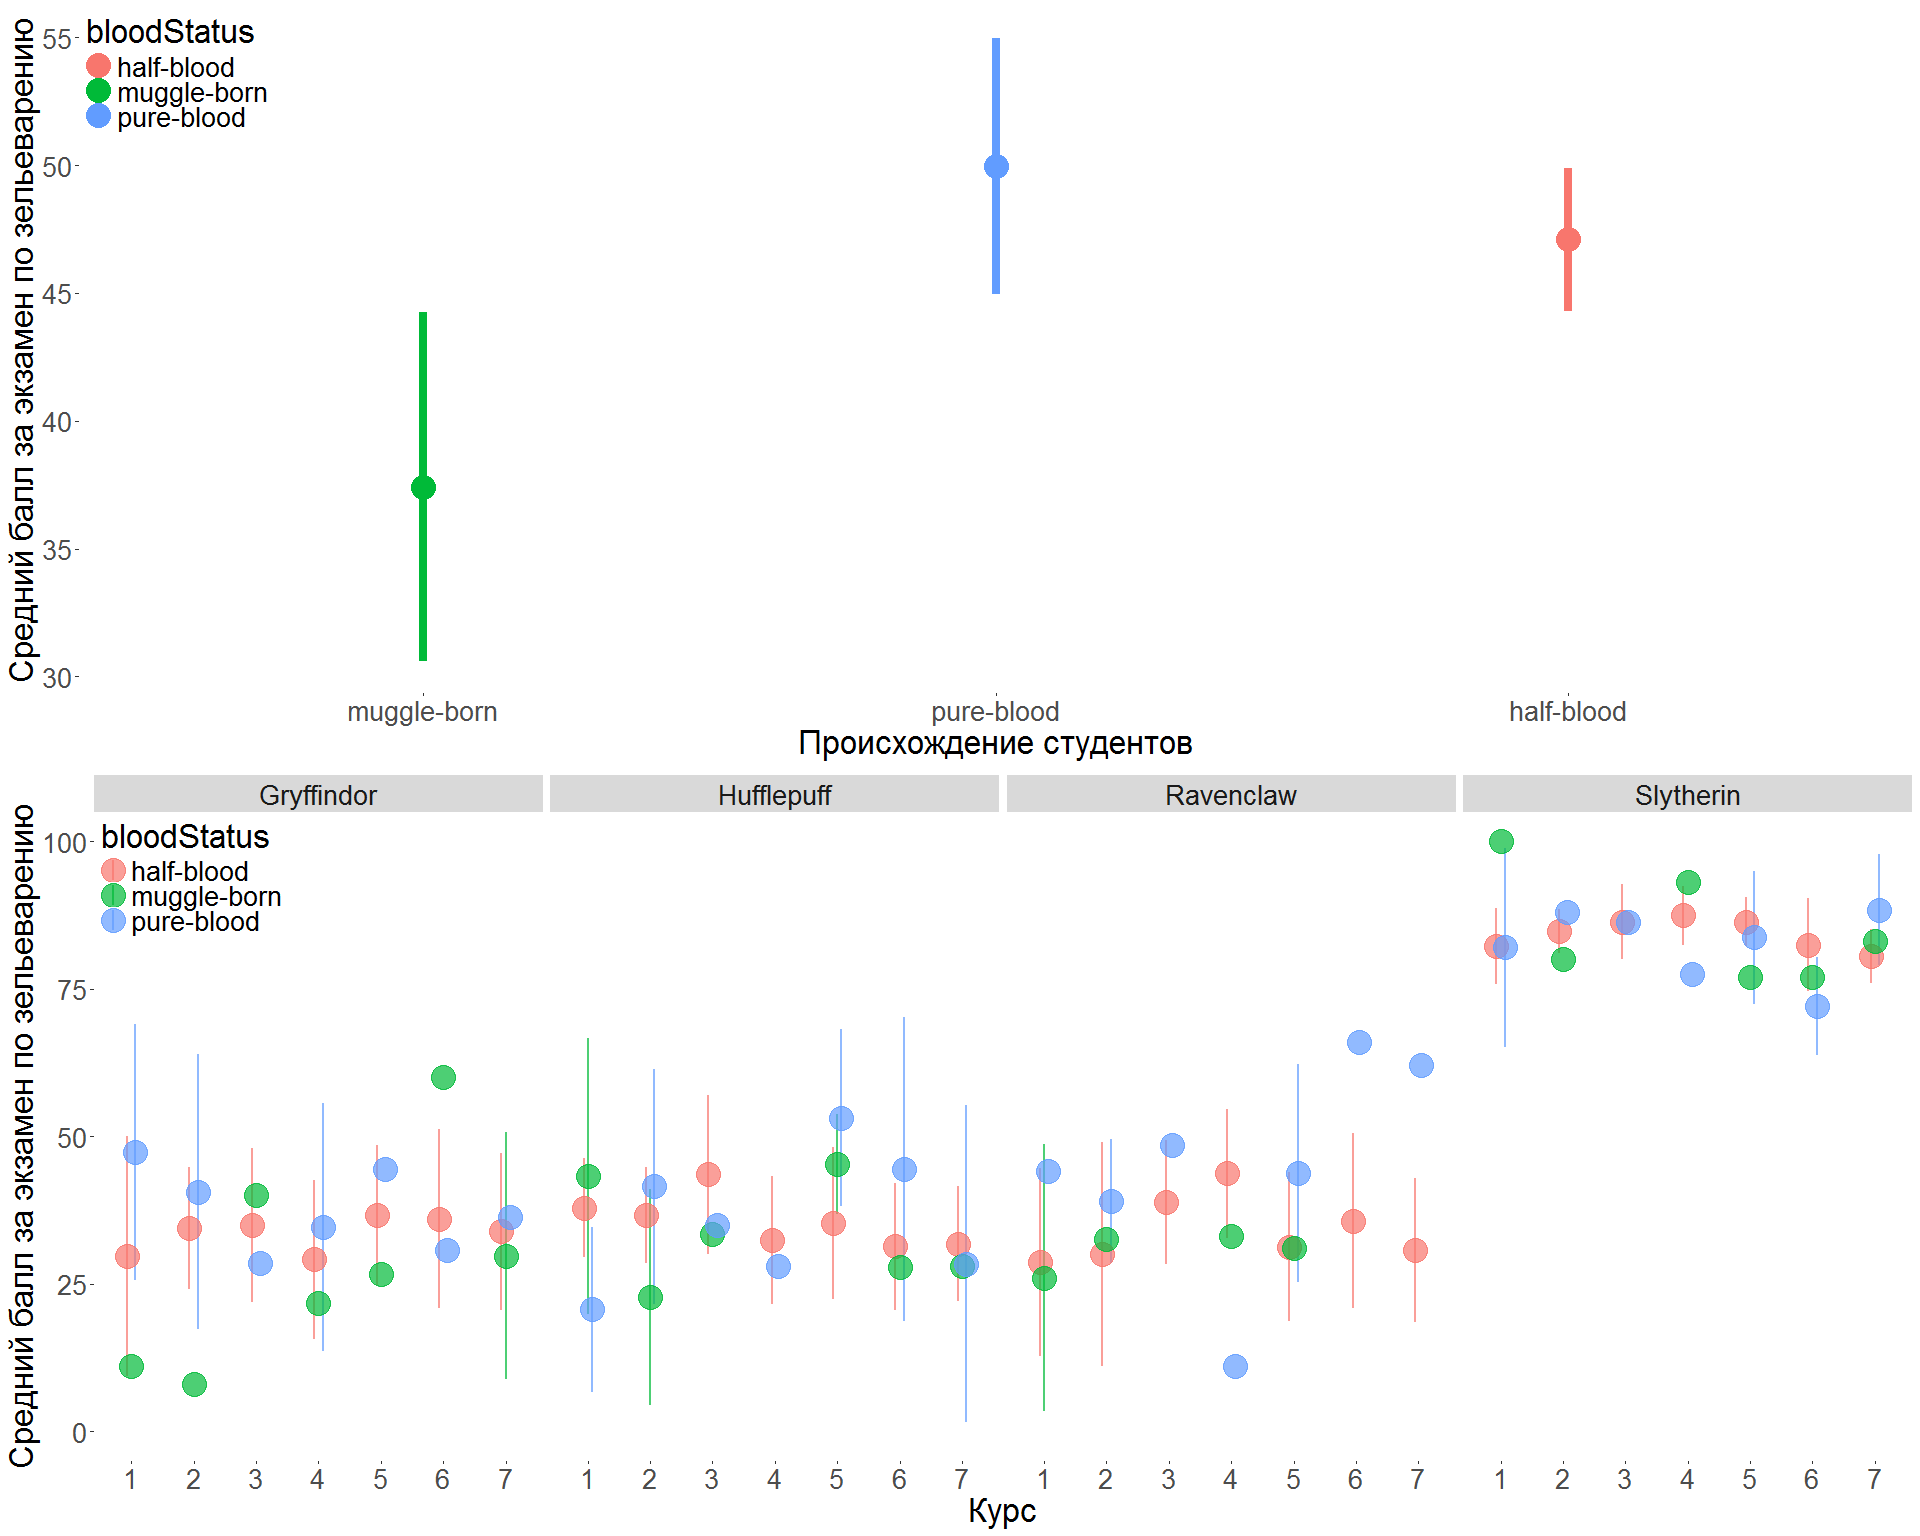 Средний балл за экзамен по зельеварению
bloodStatus
half-blood
muggle-born
pure-blood
55
50
45
40
35
30
muggle-born pure-blood half-blood
Происхождение студентов
Gryffindor Hufflepuff Ravenclaw Slytherin
Средний балл за экзамен по зельеварению
bloodStatus
half-blood
muggle-born
pure-blood
100
75
50
25
0
1 2 3 4 5 6 7 1 2 3 4 5 6 7 1 2 3 4 5 6 7 1 2 3 4 5 6 7
Курс